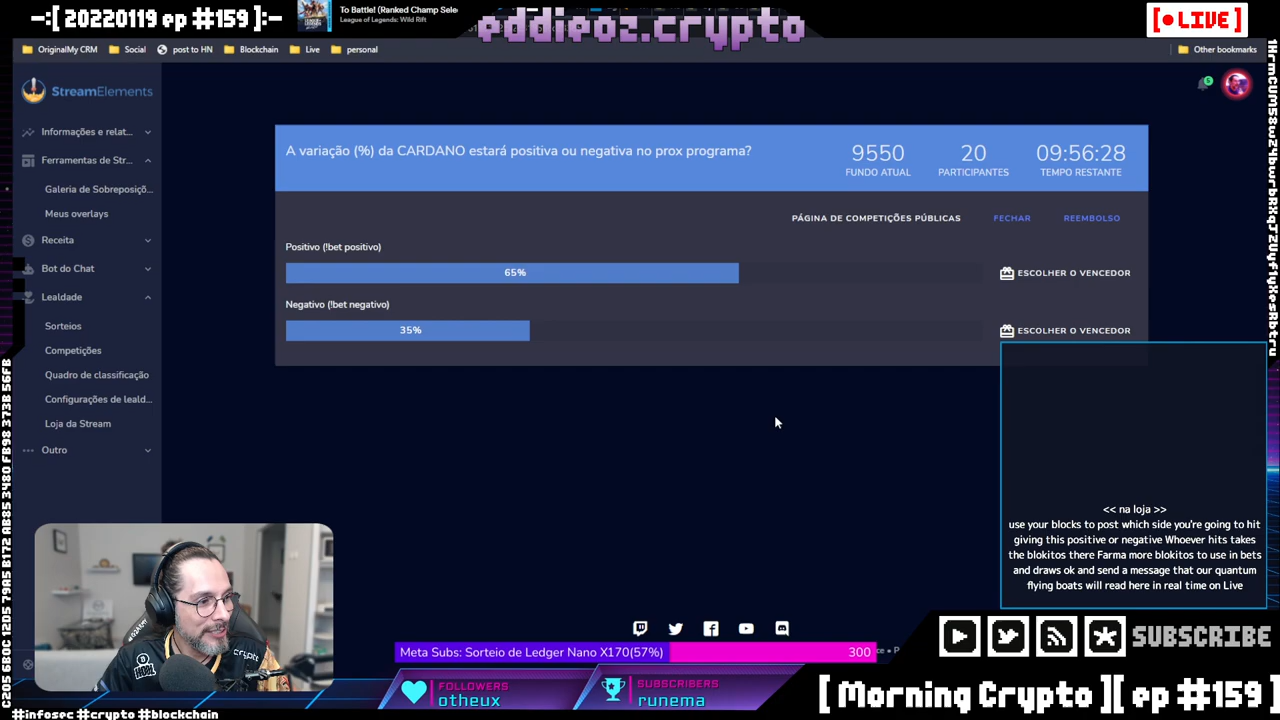 -:[ 20220119 ep #159 ]:-
To Battle! (Ranked Champ Selec
League of Legends: Wild Rift
eddieoz.crypto
[•LIVE]
OriginalMy CRM
Social
post to HN
Blockchain
Live
personal
Other bookmarks
StreamElements
6
Informações e relat...
Ferramentas de Str...
Galeria de Sobreposiçõ...
Meus overlays
Receita
Bot do Chat
Lealdade
Sorteios
Competições
Quadro de classificação
Configurações de leald...
Loja da Stream
Outro
A variação (%) da CARDANO estará positiva ou negativa no prox programa?
9550
FUNDO ATUAL
20
PARTICIPANTES
09:56:28
TEMPO RESTANTE
PÁGINA DE COMPETIÇÕES PÚBLICAS
FECHAR
REEMBOLSO
Positivo (!bet positivo)
65%
ESCOLHER O VENCEDOR
Negativo (!bet negativo)
35%
ESCOLHER O VENCEDOR
<< na loja >>
use your blocks to post which side you're going to hit
giving this positive or negative Whoever hits takes
the blokitos there Farma more blokitos to use in bets
and draws ok and send a message that our quantum
flying boats will read here in real time on Live
Meta Subs: Sorteio de Ledger Nano X170(57%)
300
FOLLOWERS
otheux
SUBSCRIBERS
runema
SUBSCRIBE
[ Morning Crypto ][ ep #159 ]
#infosec #crypto #blockchain